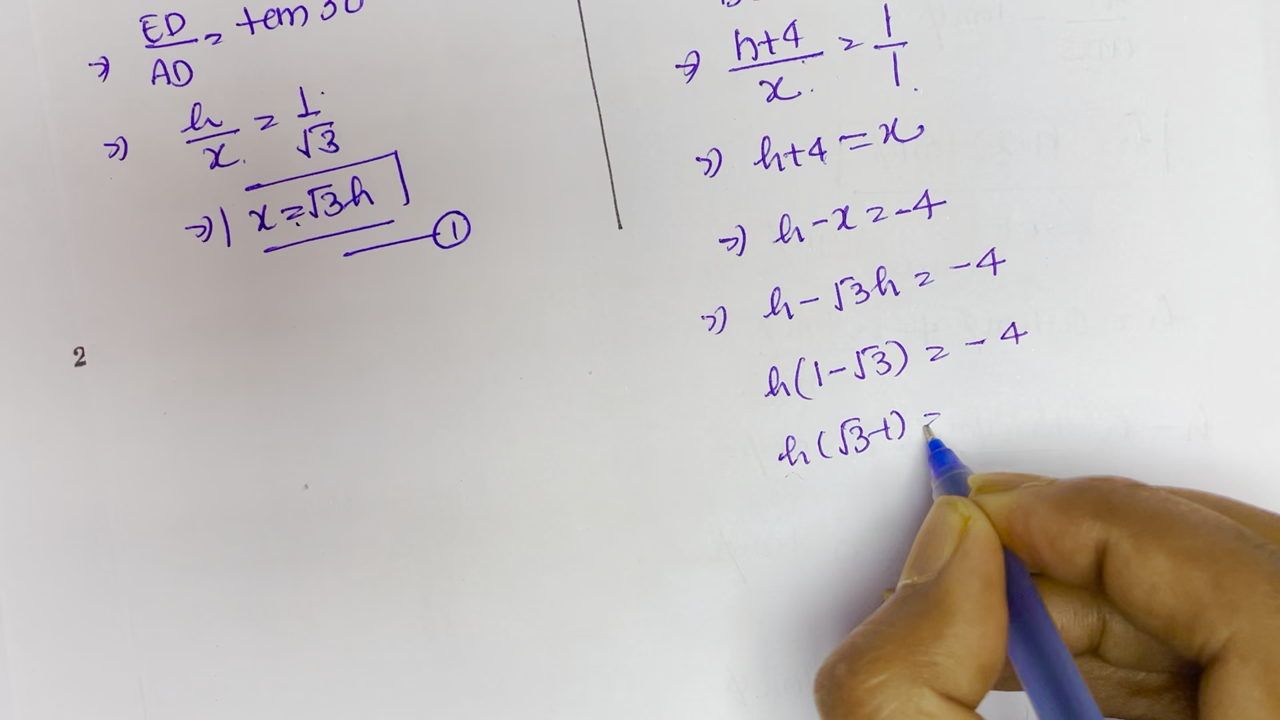 ⇒ ED/AD = tan 30
⇒ h/x = 1/√3
⇒ x = √3h
①
2
⇒ h+4/x = 1/1
⇒ h+4 = x
⇒ h-x = -4
⇒ h-√3h = -4
h(1-√3) = -4
h(√3-1) =